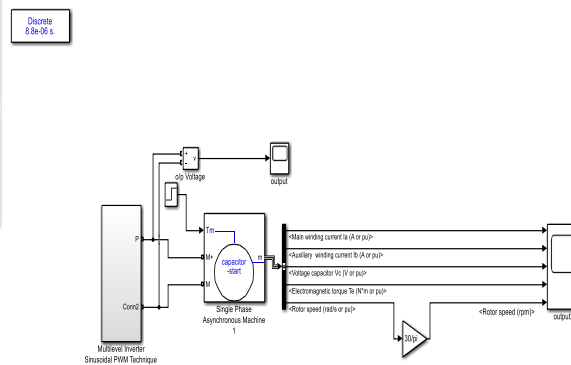 Discrete
8.8e-06 s.
+
-
v
o/p Voltage
output
P
Conn2
Multilevel Inverter
Sinusoidal PWM Technique
Tm
M+
M
m
capacitor
-start
Single Phase
Asynchronous Machine
1
<Main winding current Ia (A or pu)>
<Auxiliary winding current Ib (A or pu)>
<Voltage capacitor Vc (V or pu)>
<Electromagnetic torque Te (N*m or pu)>
<Rotor speed (rad/s or pu)>
30/pi
<Rotor speed (rpm)>
output